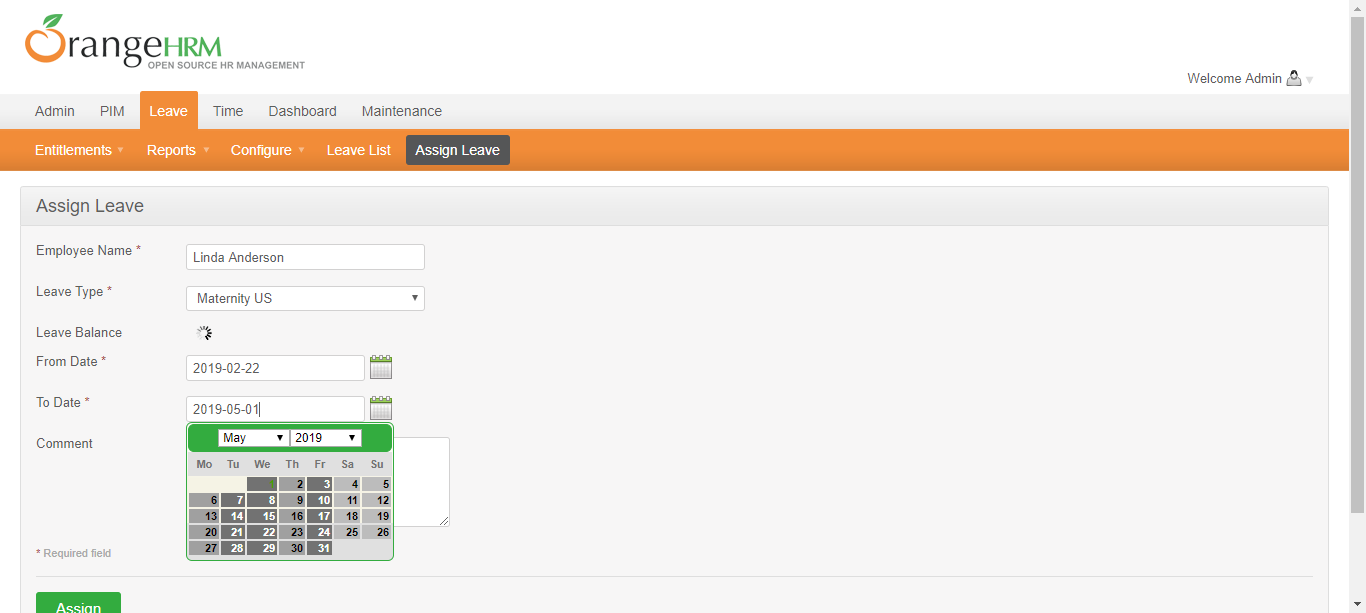 OrangeHRM
OPEN SOURCE HR MANAGEMENT
Welcome Admin
Admin PIM Leave Time Dashboard Maintenance
Entitlements Reports Configure Leave List Assign Leave
Assign Leave
Employee Name * Linda Anderson
Leave Type * Maternity US
Leave Balance
From Date * 2019-02-22
To Date * 2019-05-01
Comment
May 2019
Mo Tu We Th Fr Sa Su
1 2 3 4 5
6 7 8 9 10 11 12
13 14 15 16 17 18 19
20 21 22 23 24 25 26
27 28 29 30 31
* Required field
Assign